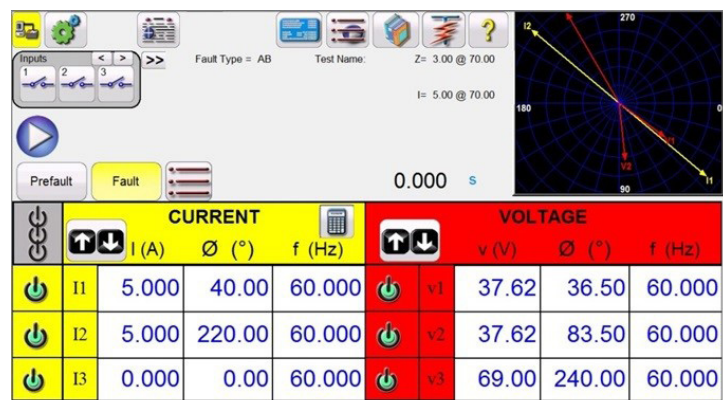 Inputs < > >>
1 2 3
Fault Type = AB Test Name: Z= 3.00 @ 70.00
I= 5.00 @ 70.00
Prefault Fault 0.000 s
270
I2
180 0
V1
V2
I1
90
CURRENT VOLTAGE
I (A) Ø (°) f (Hz) v (V) Ø (°) f (Hz)
I1 5.000 40.00 60.000 v1 37.62 36.50 60.000
I2 5.000 220.00 60.000 v2 37.62 83.50 60.000
I3 0.000 0.00 60.000 v3 69.00 240.00 60.000